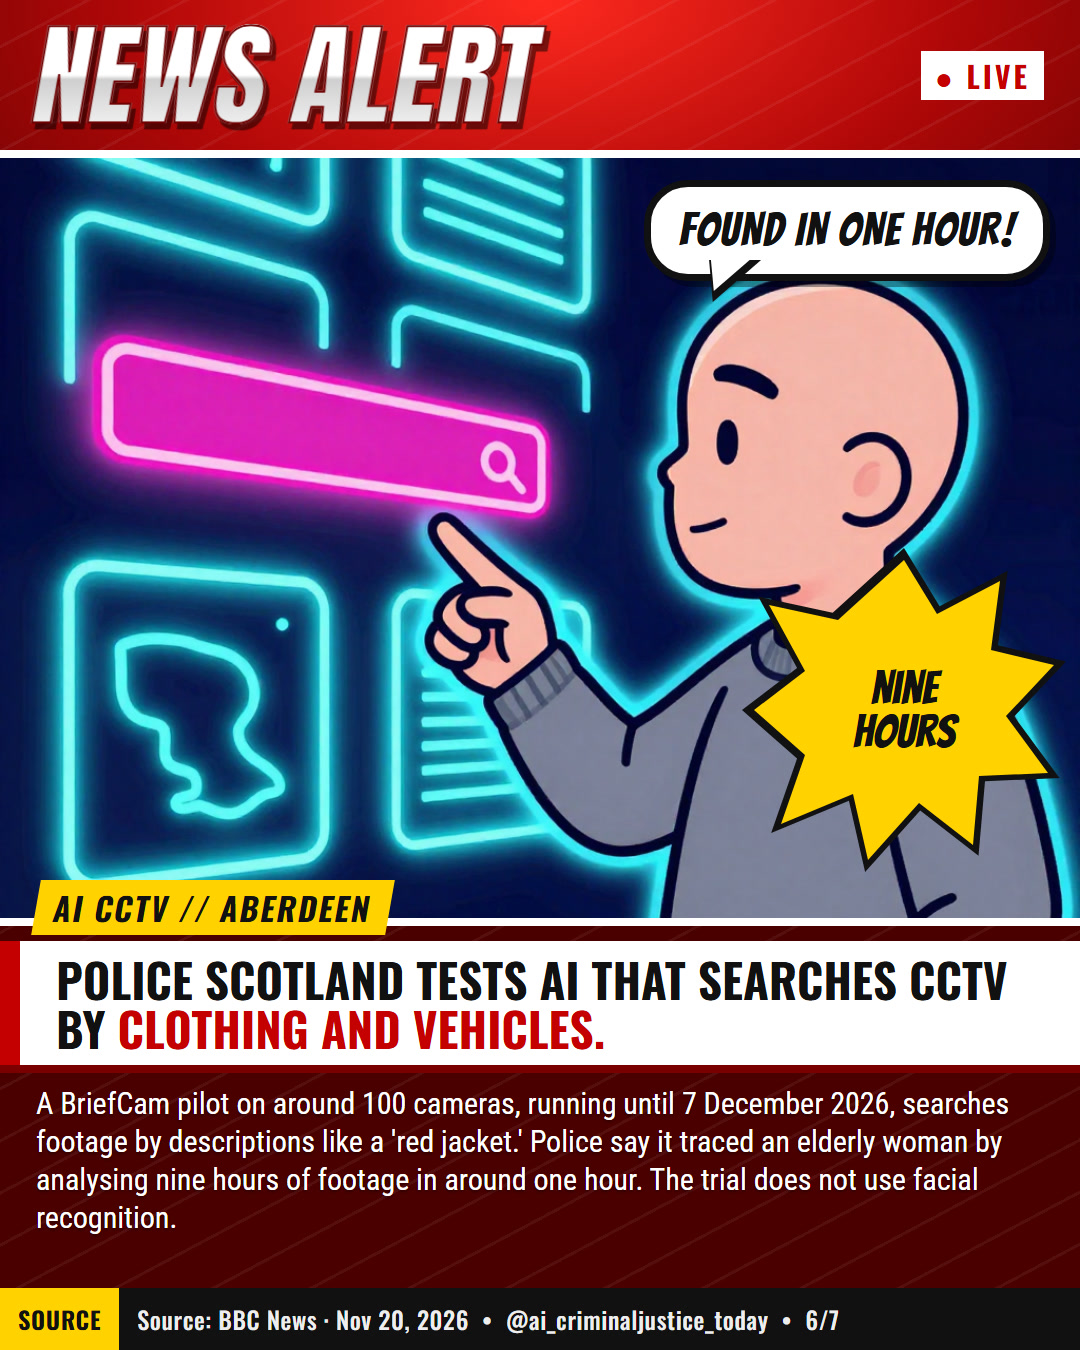 NEWS ALERT
● LIVE
FOUND IN ONE HOUR!
NINE
HOURS
AI CCTV // ABERDEEN
POLICE SCOTLAND TESTS AI THAT SEARCHES CCTV
BY CLOTHING AND VEHICLES.
A BriefCam pilot on around 100 cameras, running until 7 December 2026, searches
footage by descriptions like a 'red jacket.' Police say it traced an elderly woman by
analysing nine hours of footage in around one hour. The trial does not use facial
recognition.
SOURCE
Source: BBC News · Nov 20, 2026 • @ai_criminaljustice_today • 6/7